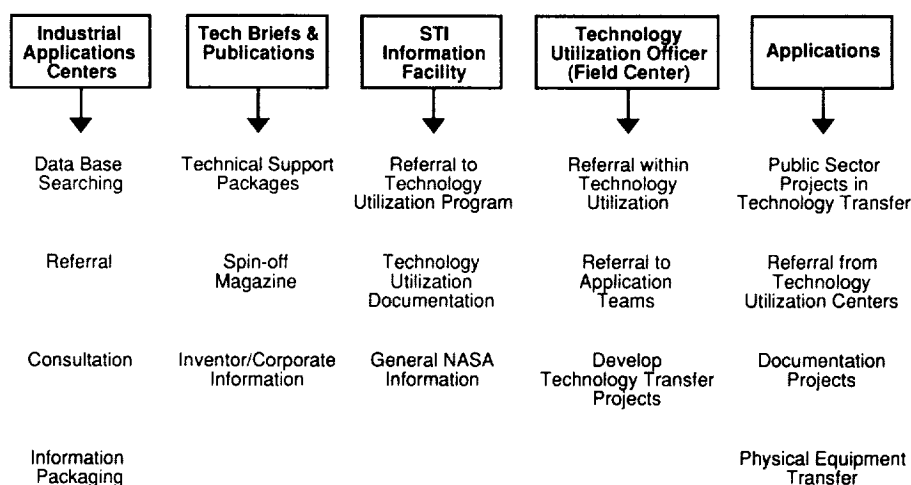 Industrial
Applications
Centers
Tech Briefs &
Publications
STI
Information
Facility
Technology
Utilization Officer
(Field Center)
Applications
Data Base
Searching
Technical Support
Packages
Referral to
Technology
Utilization Program
Referral within
Technology
Utilization
Public Sector
Projects in
Technology Transfer
Referral
Spin-off
Magazine
Technology
Utilization
Documentation
Referral to
Application
Teams
Referral from
Technology
Utilization Centers
Consultation
Inventor/Corporate
Information
General NASA
Information
Develop
Technology Transfer
Projects
Documentation
Projects
Information
Packaging
Physical Equipment
Transfer